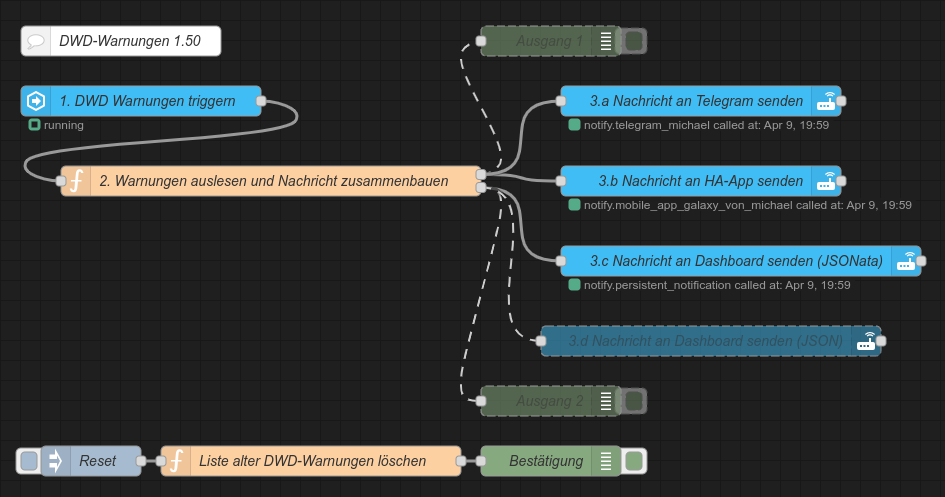 DWD-Warnungen 1.50
Ausgang 1
1. DWD Warnungen triggern
running
3.a Nachricht an Telegram senden
notify.telegram_michael called at: Apr 9, 19:59
2. Warnungen auslesen und Nachricht zusammenbauen
3.b Nachricht an HA-App senden
notify.mobile_app_galaxy_von_michael called at: Apr 9, 19:59
3.c Nachricht an Dashboard senden (JSONata)
notify.persistent_notification called at: Apr 9, 19:59
3.d Nachricht an Dashboard senden (JSON)
Ausgang 2
Reset
Liste alter DWD-Warnungen löschen
Bestätigung